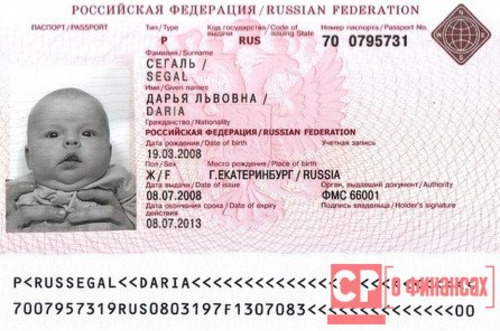 РОССИЙСКАЯ ФЕДЕРАЦИЯ / RUSSIAN FEDERATION
ПАСПОРТ / PASSPORT
Тип / Type
Код государства / Code of issuing State
Номер паспорта / Passport No.
P RUS 70 0795731
Фамилия / Surname
СЕГАЛЬ /
SEGAL
Имя / Given names
ДАРЬЯ ЛЬВОВНА /
DARIA
Гражданство / Nationality
РОССИЙСКАЯ ФЕДЕРАЦИЯ / RUSSIAN FEDERATION
Дата рождения / Date of birth Учетная запись
19.03.2008
Пол / Sex Место рождения / Place of birth
Ж / F Г.ЕКАТЕРИНБУРГ / RUSSIA
Дата выдачи / Date of issue Орган, выдавший документ / Authority
08.07.2008 ФМС 66001
Дата окончания срока / Date of expiry
действия
Подпись владельца / Holder's signature
08.07.2013
СР о финансах
P<RUSSEGAL<<DARIA<<<<<<<<<<<<<<<<<<<<<<<<<<<
7007957319RUS0803197F1307083<<<<<<<<<<<<<<00